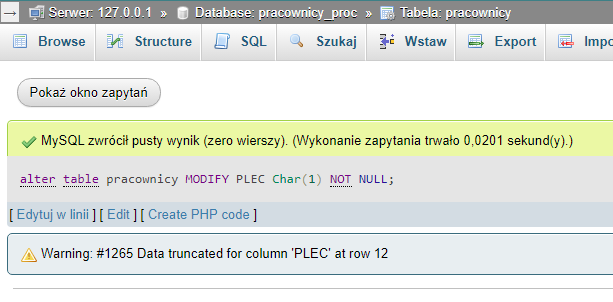 Serwer: 127.0.0.1 » Database: pracownicy_proc » Tabela: pracownicy
Browse Structure SQL Szukaj Wstaw Export Impo
Pokaż okno zapytań
MySQL zwrócił pusty wynik (zero wierszy). (Wykonanie zapytania trwało 0,0201 sekund(y).)
alter table pracownicy MODIFY PLEC Char(1) NOT NULL;
[ Edytuj w linii ] [ Edit ] [ Create PHP code ]
Warning: #1265 Data truncated for column 'PLEC' at row 12